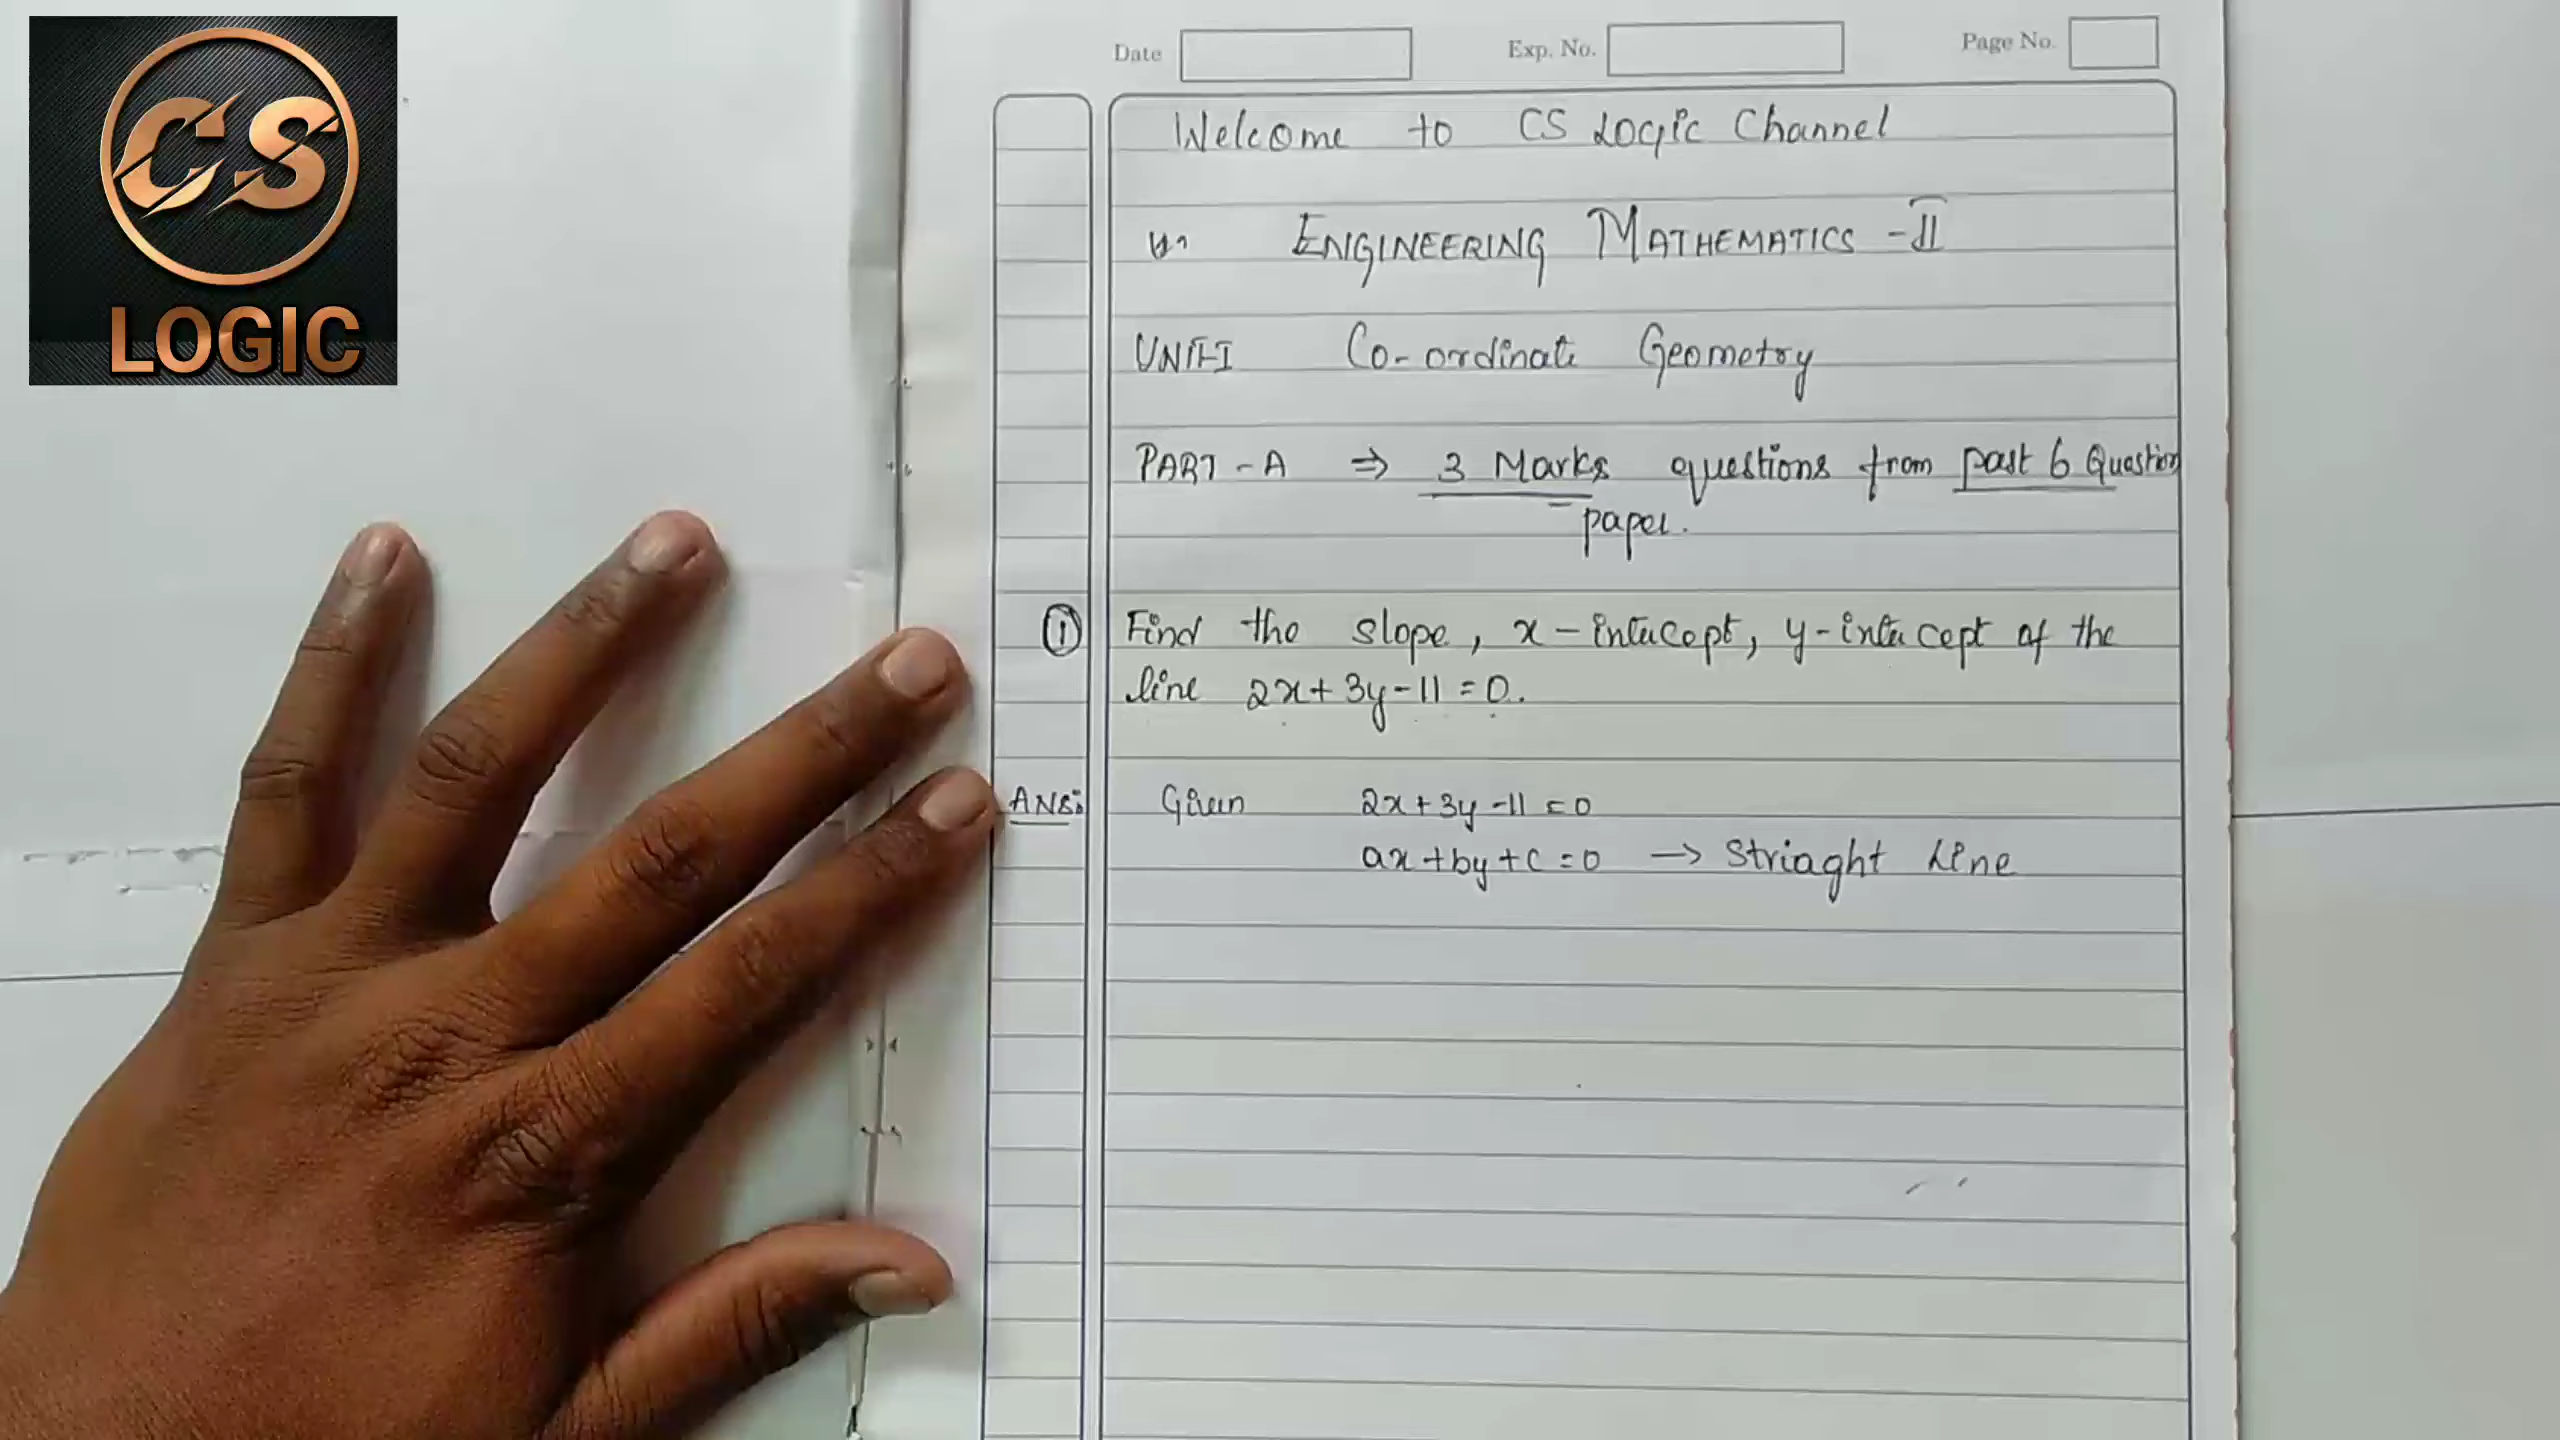 CS
LOGIC
Date Exp. No. Page No.
Welcome to CS Logic Channel
ENGINEERING MATHEMATICS - II
UNIT-I Co-ordinate Geometry
PART - A ⇒ 3 Marks questions from past 6 Question
paper.
① Find the slope, x - intercept, y - intercept of the
line 2x + 3y - 11 = 0.
ANS: Given 2x + 3y - 11 = 0
ax + by + c = 0 → Striaght Line